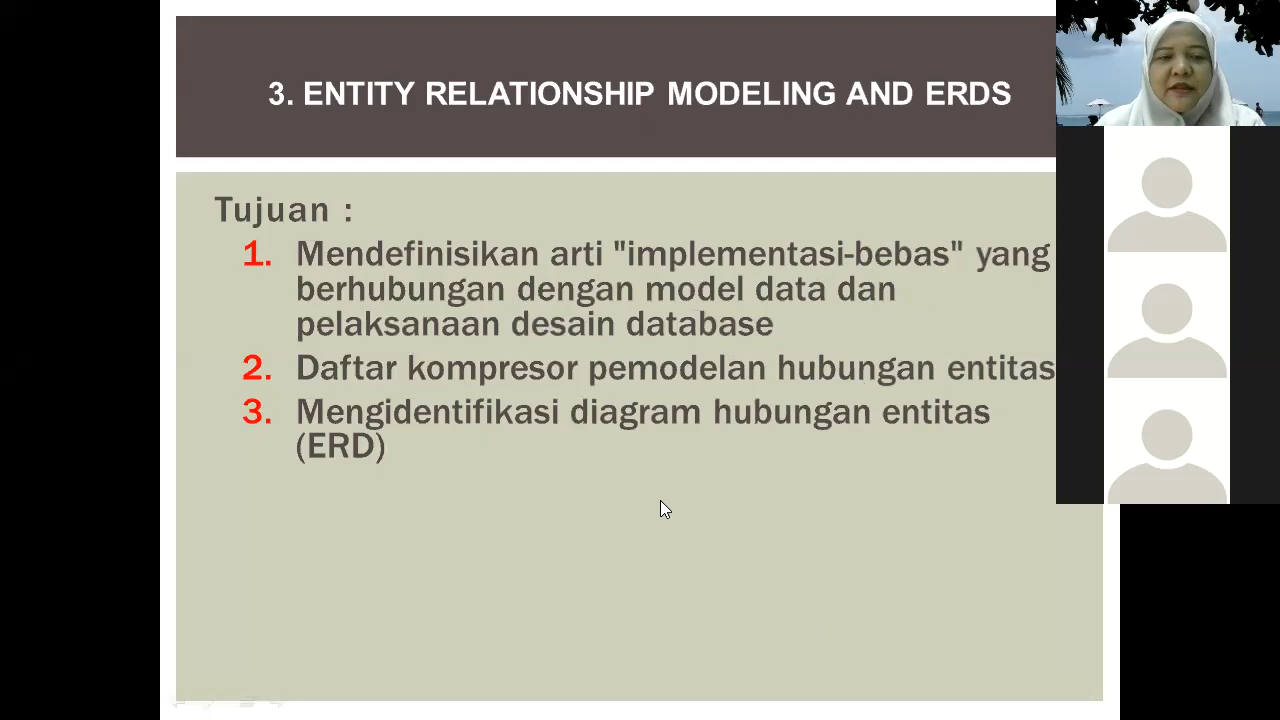 3. ENTITY RELATIONSHIP MODELING AND ERDS
Tujuan :
1. Mendefinisikan arti "implementasi-bebas" yang
berhubungan dengan model data dan
pelaksanaan desain database
2. Daftar kompresor pemodelan hubungan entitas
3. Mengidentifikasi diagram hubungan entitas
(ERD)